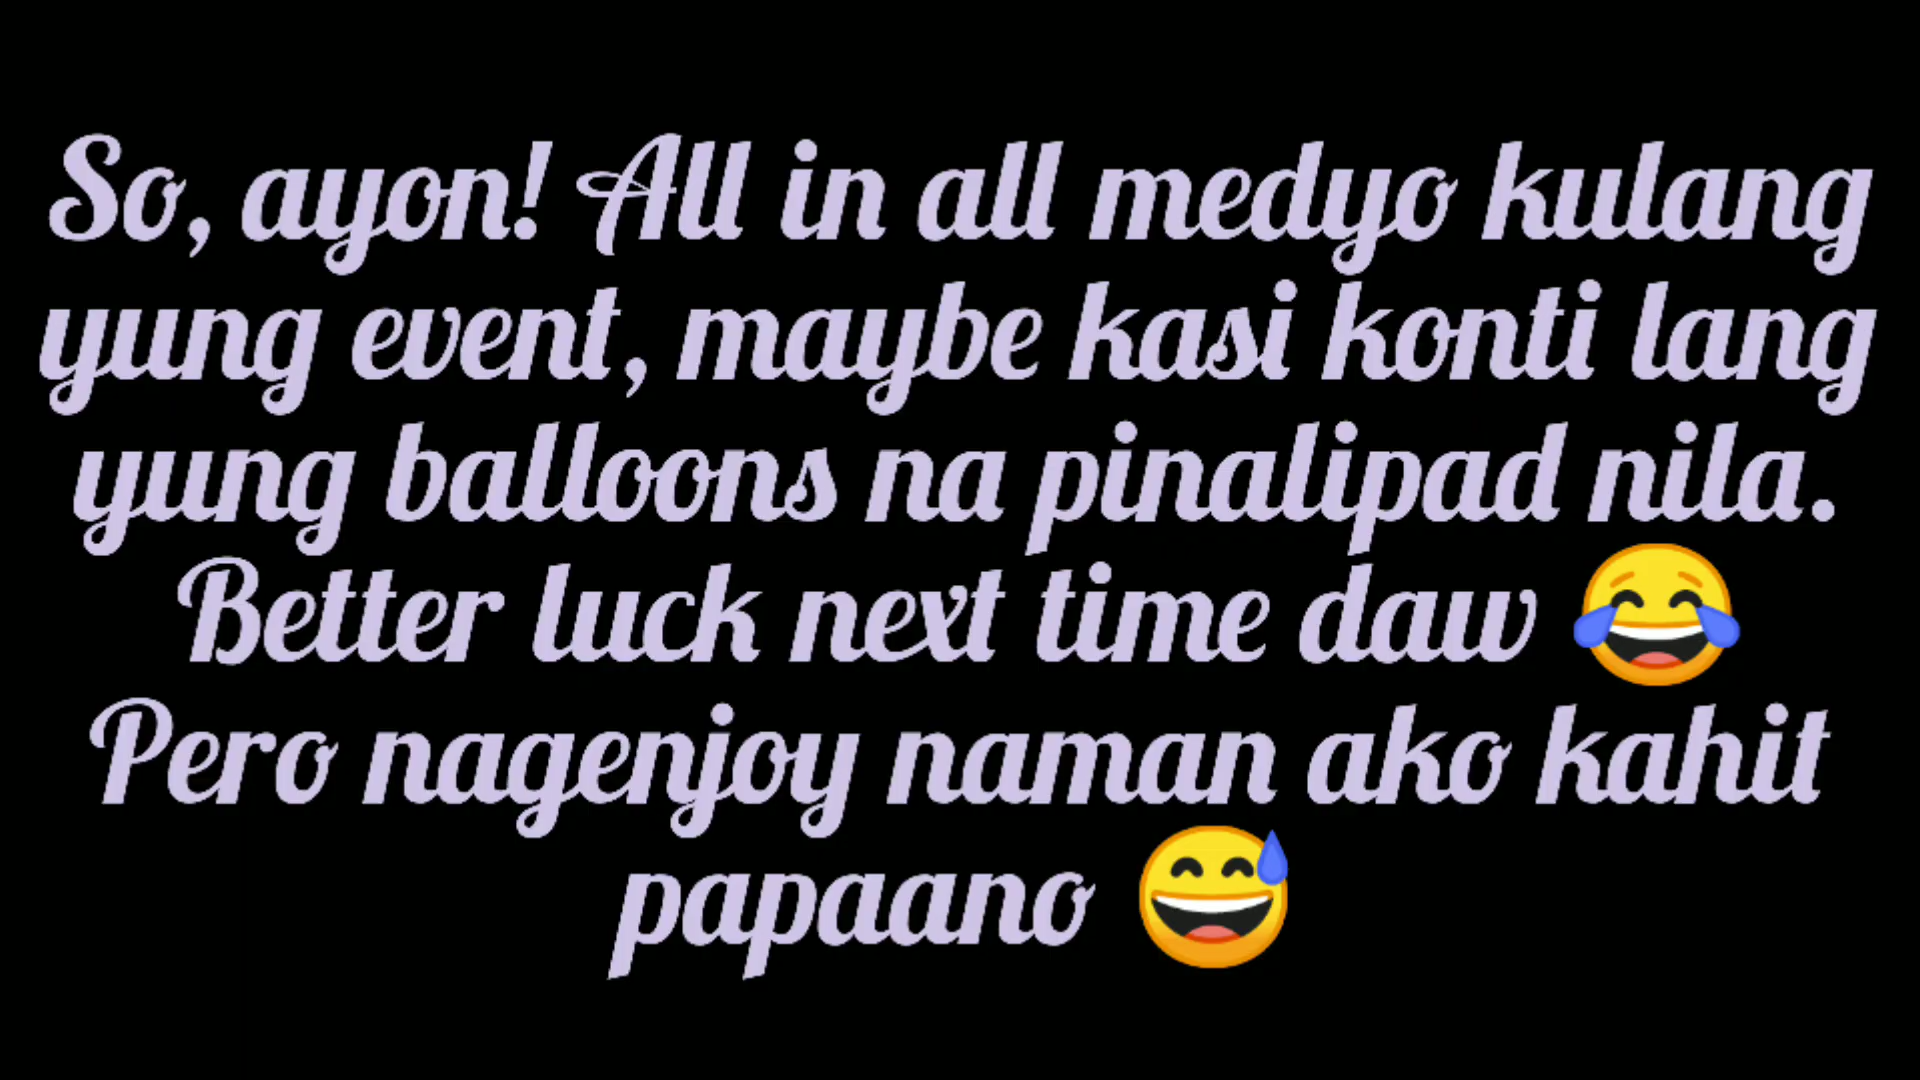 So, ayon! All in all medyo kulang
yung event, maybe kasi konti lang
yung balloons na pinalipad nila.
Better luck next time daw 😂
Pero nagenjoy naman ako kahit
papaano 😅